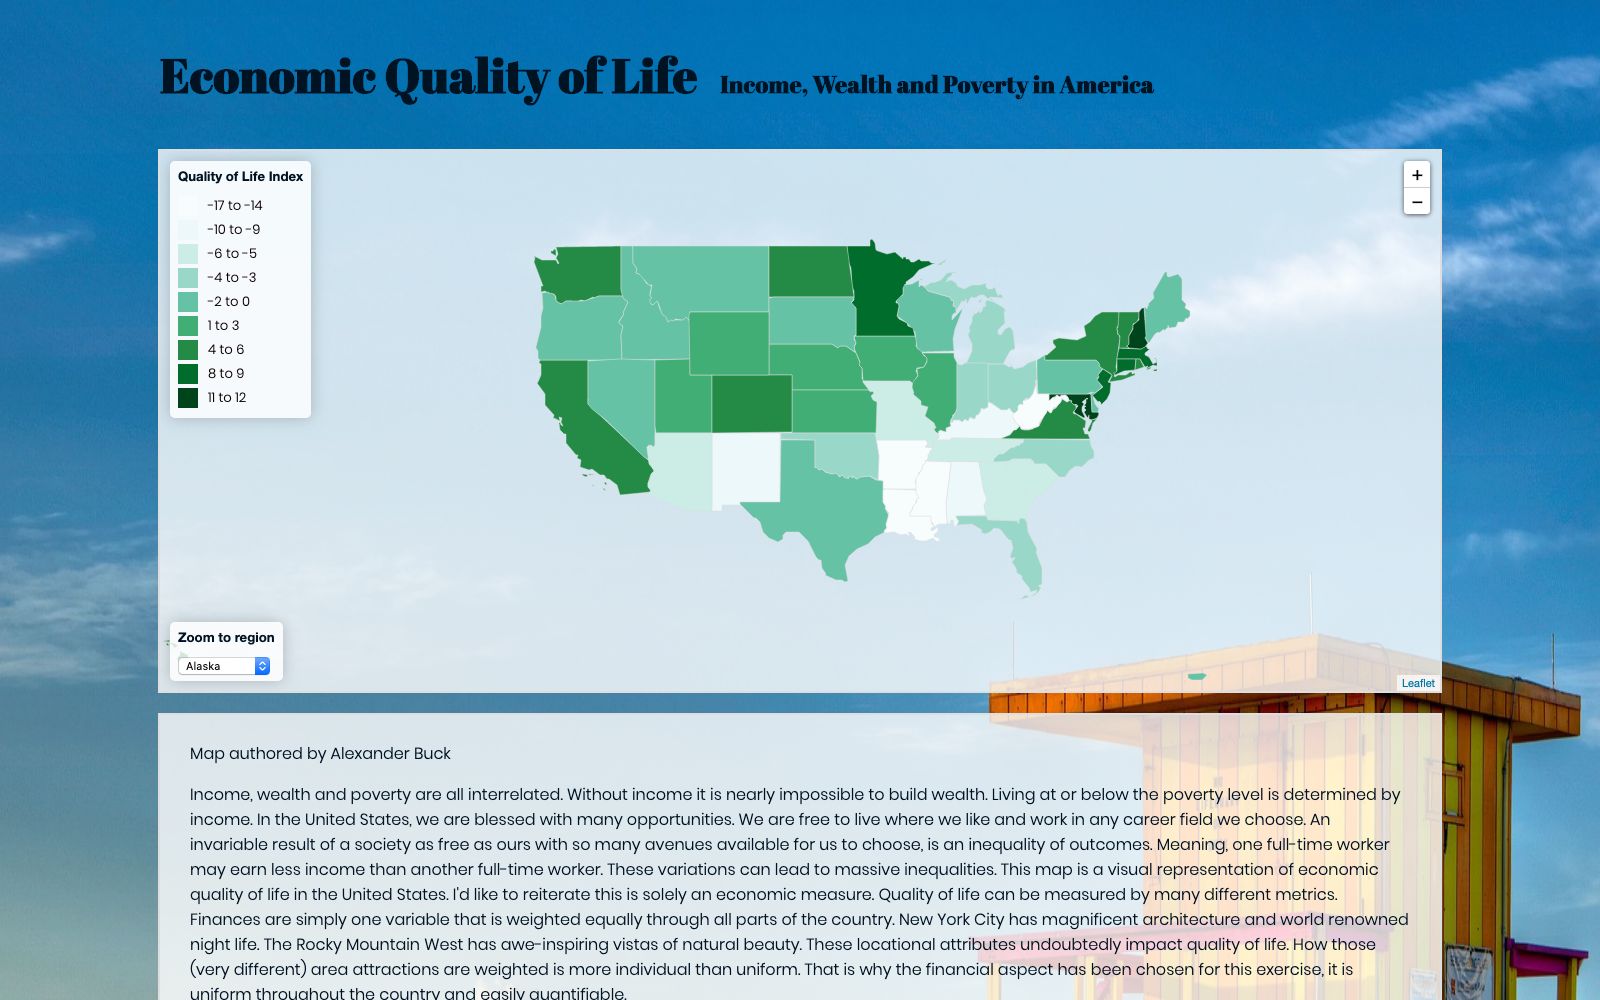 Economic Quality of Life Income, Wealth and Poverty in America
Quality of Life Index
-17 to -14
-10 to -9
-6 to -5
-4 to -3
-2 to 0
1 to 3
4 to 6
8 to 9
11 to 12
+
−
Zoom to region
Alaska
Leaflet
Map authored by Alexander Buck
Income, wealth and poverty are all interrelated. Without income it is nearly impossible to build wealth. Living at or below the poverty level is determined by
income. In the United States, we are blessed with many opportunities. We are free to live where we like and work in any career field we choose. An
invariable result of a society as free as ours with so many avenues available for us to choose, is an inequality of outcomes. Meaning, one full-time worker
may earn less income than another full-time worker. These variations can lead to massive inequalities. This map is a visual representation of economic
quality of life in the United States. I'd like to reiterate this is solely an economic measure. Quality of life can be measured by many different metrics.
Finances are simply one variable that is weighted equally through all parts of the country. New York City has magnificent architecture and world renowned
night life. The Rocky Mountain West has awe-inspiring vistas of natural beauty. These locational attributes undoubtedly impact quality of life. How those
(very different) area attractions are weighted is more individual than uniform. That is why the financial aspect has been chosen for this exercise, it is
uniform throughout the country and easily quantifiable.